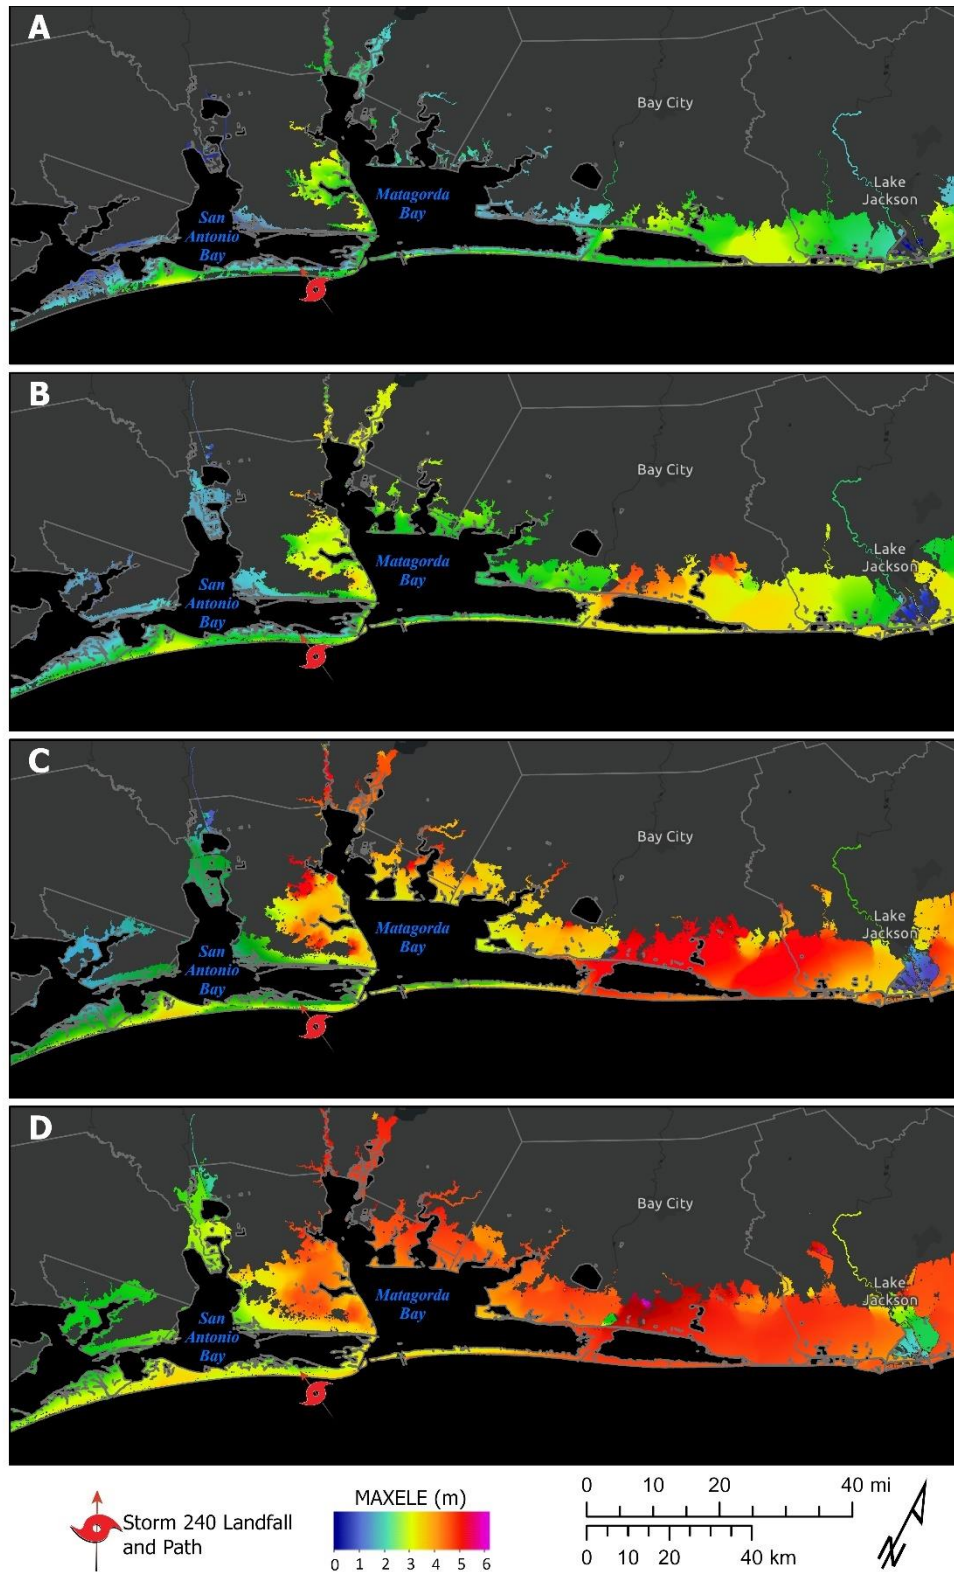 A
Bay City
Lake
Jackson
Matagorda
Bay
San
Antonio
Bay
B
Bay City
Lake
Jackson
Matagorda
Bay
San
Antonio
Bay
C
Bay City
Lake
Jackson
Matagorda
Bay
San
Antonio
Bay
D
Bay City
Lake
Jackson
Matagorda
Bay
San
Antonio
Bay
Storm 240 Landfall
and Path
MAXELE (m)
0 1 2 3 4 5 6
0 10 20 40 mi
0 10 20 40 km
N